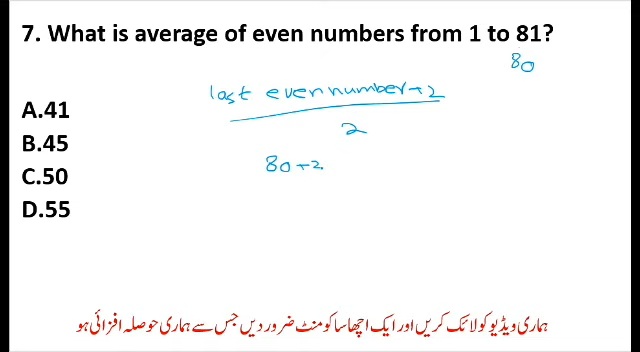 7. What is average of even numbers from 1 to 81?
80
last even number + 2
2
A.41
B.45
C.50
D.55
80 + 2
ہماری ویڈیو کو لائک کریں اور ایک اچھا سا کومنٹ ضرور دیں جس سے ہماری حوصلہ افزائی ہو